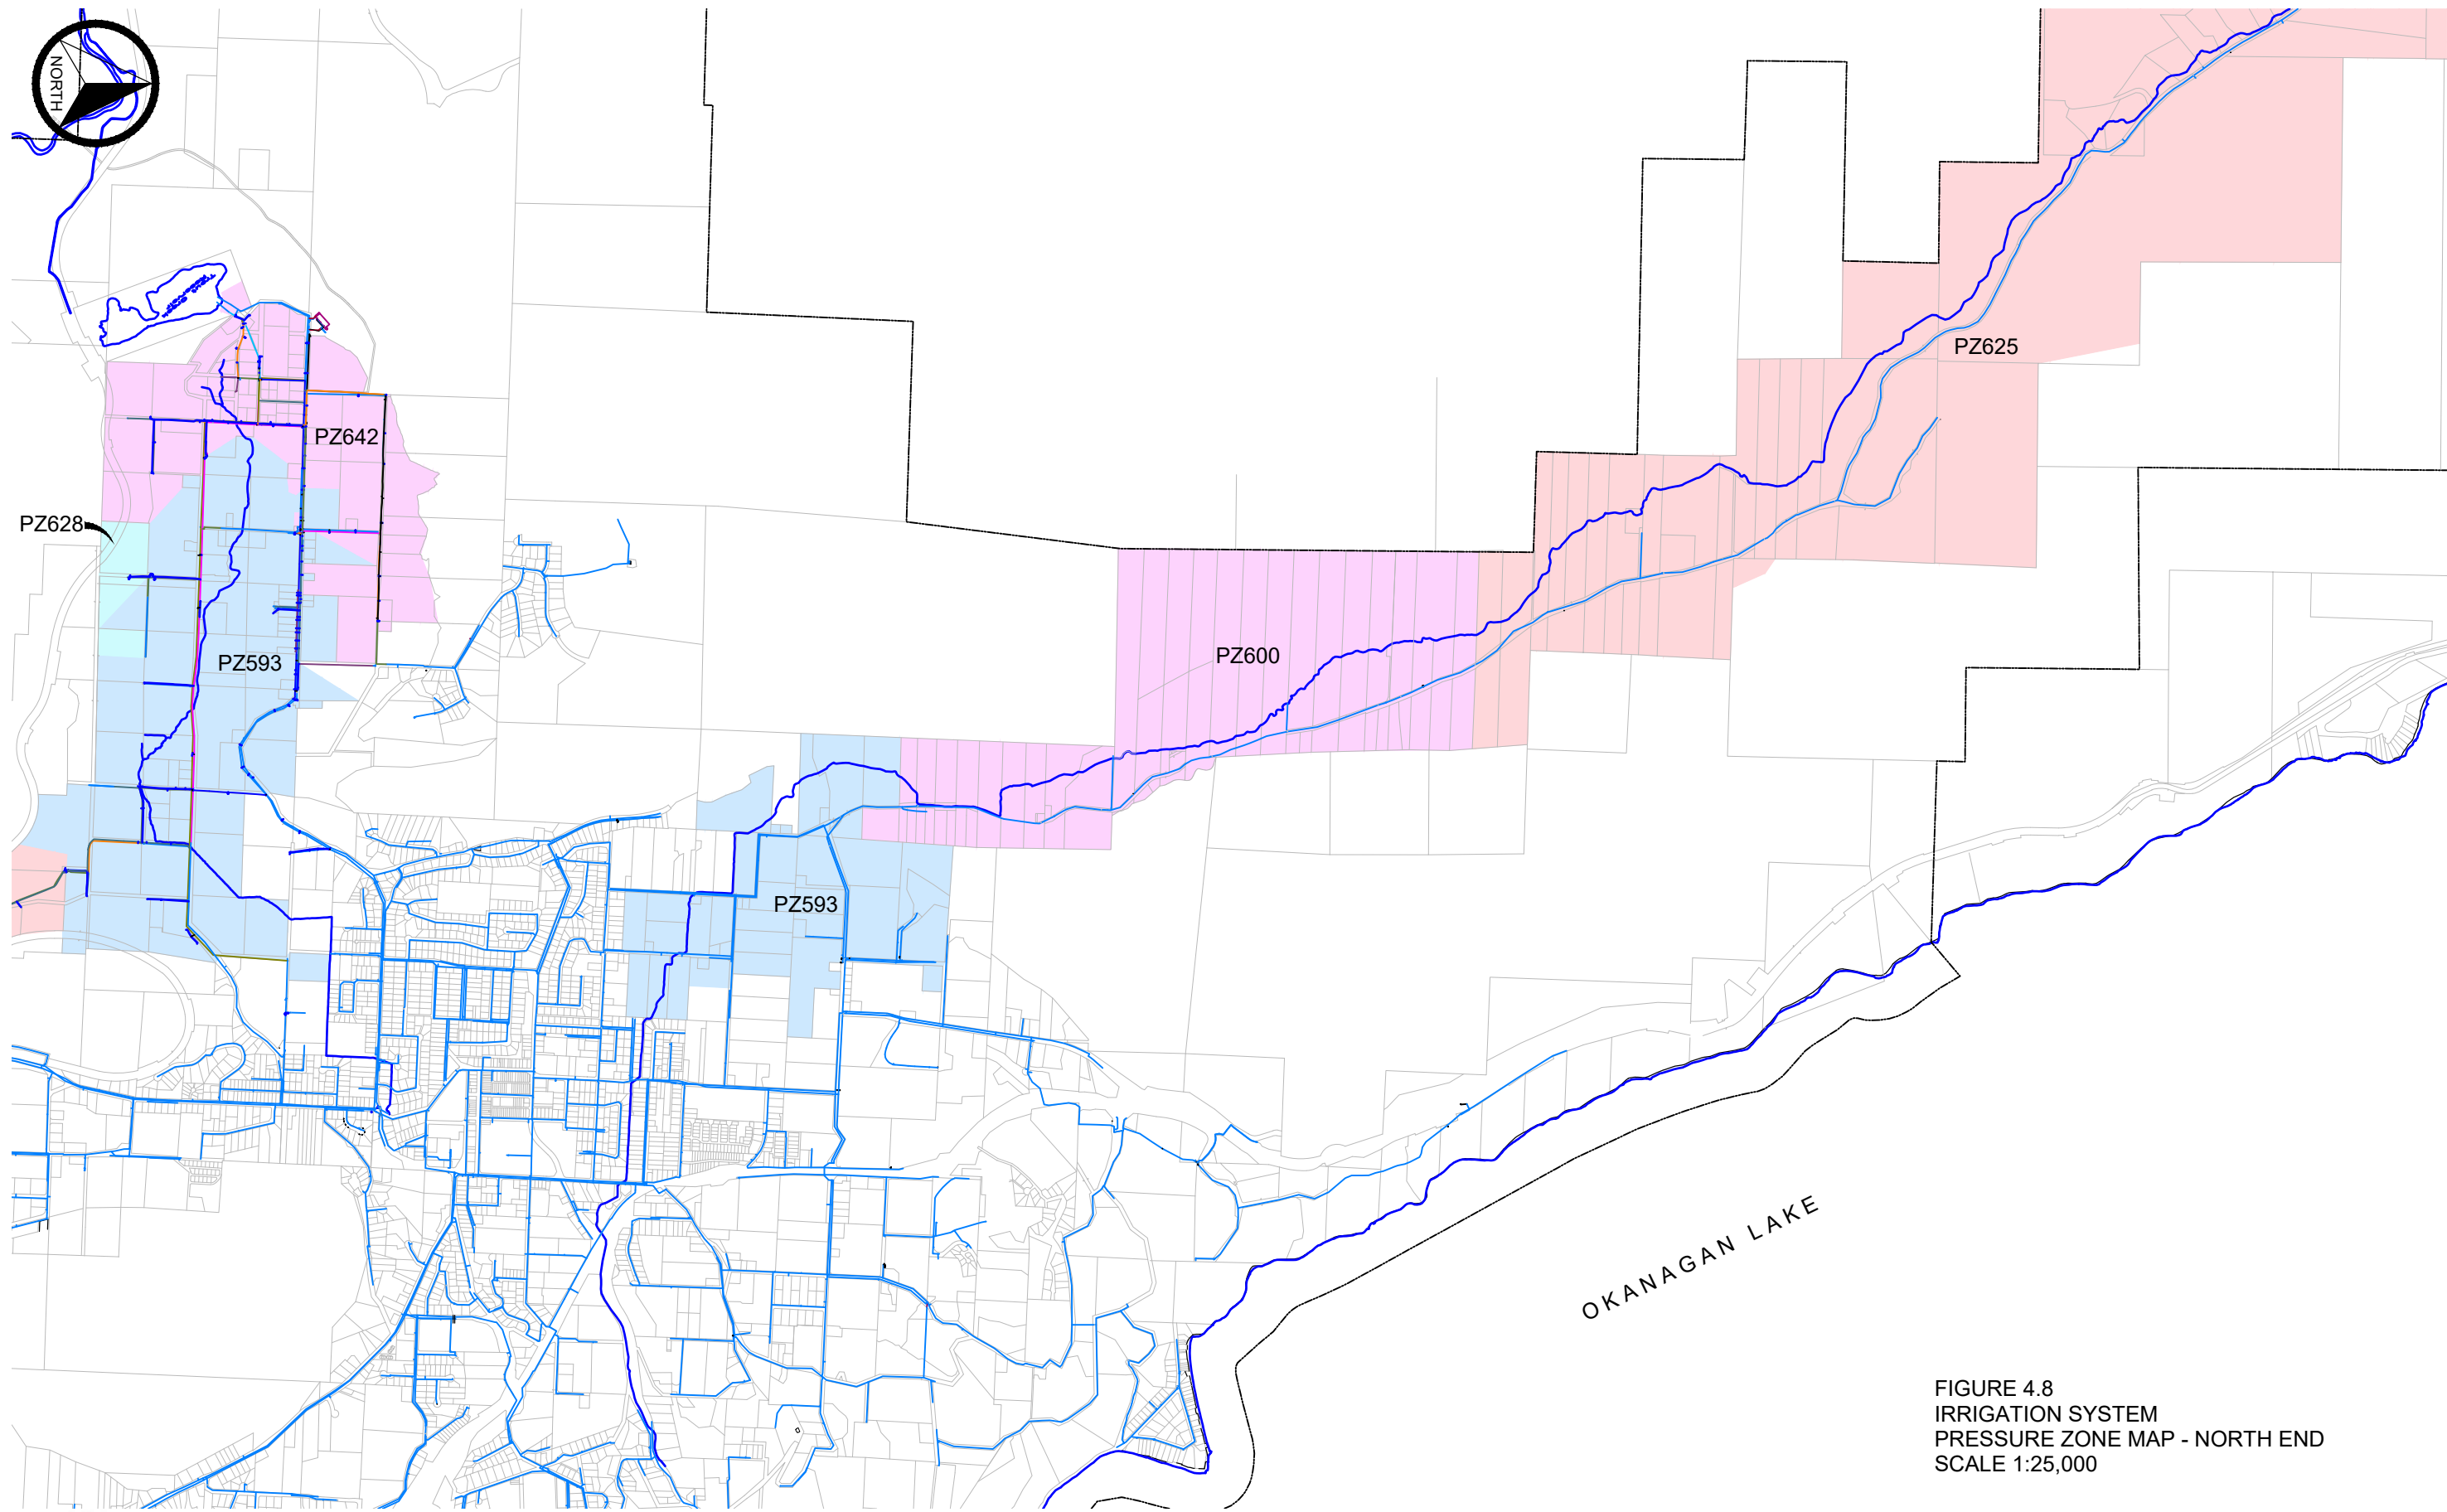 NORTH
PZ625
PZ642
PZ628
PZ593
PZ600
PZ593
OKANAGAN LAKE
FIGURE 4.8
IRRIGATION SYSTEM
PRESSURE ZONE MAP - NORTH END
SCALE 1:25,000